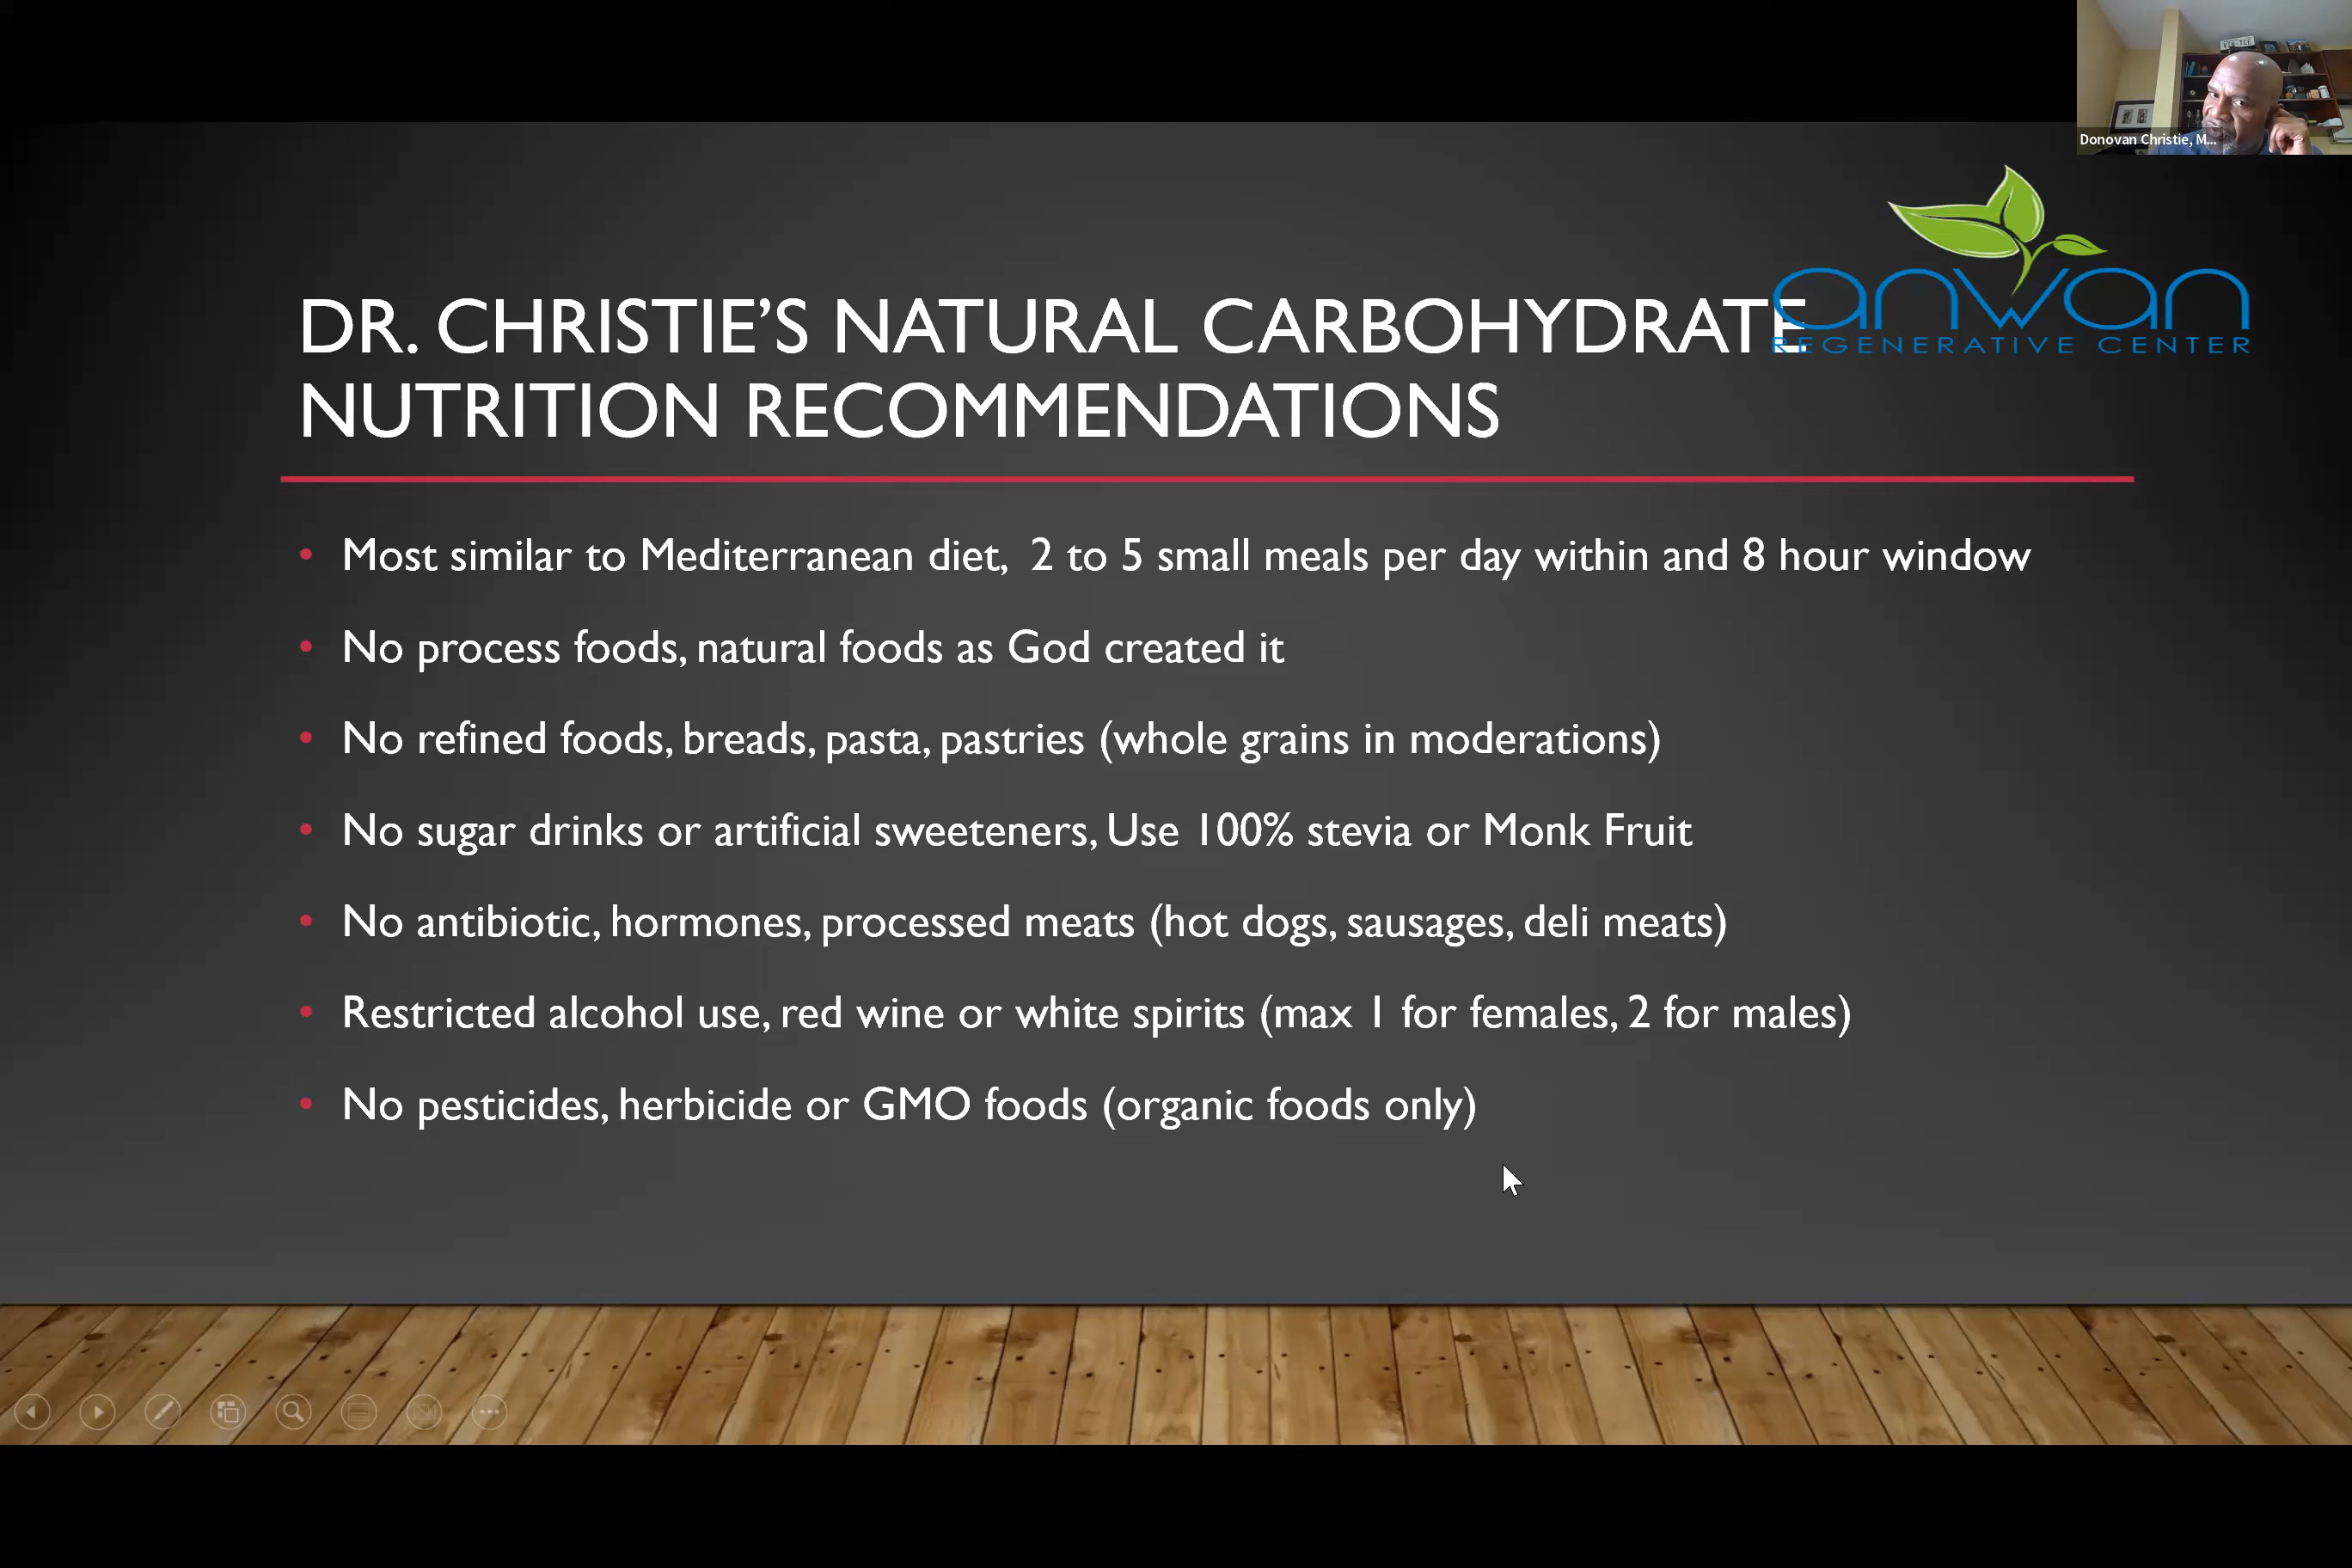 Donovan Christie, M...
anwan
REGENERATIVE CENTER
DR. CHRISTIE'S NATURAL CARBOHYDRATE
NUTRITION RECOMMENDATIONS
• Most similar to Mediterranean diet,  2 to 5 small meals per day within and 8 hour window
• No process foods, natural foods as God created it
• No refined foods, breads, pasta, pastries (whole grains in moderations)
• No sugar drinks or artificial sweeteners, Use 100% stevia or Monk Fruit
• No antibiotic, hormones, processed meats (hot dogs, sausages, deli meats)
• Restricted alcohol use, red wine or white spirits (max 1 for females, 2 for males)
• No pesticides, herbicide or GMO foods (organic foods only)